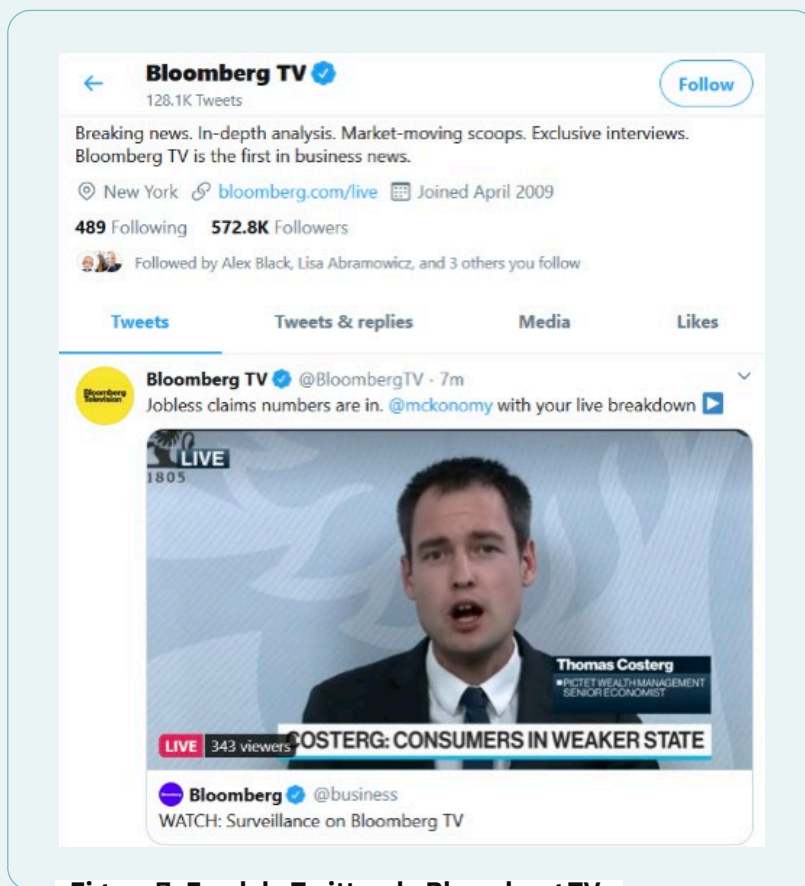 Bloomberg TV
128.1K Tweets
Follow
Breaking news. In-depth analysis. Market-moving scoops. Exclusive interviews.
Bloomberg TV is the first in business news.
New York bloomberg.com/live Joined April 2009
489 Following 572.8K Followers
Followed by Alex Black, Lisa Abramowicz, and 3 others you follow
Tweets Tweets & replies Media Likes
Bloomberg Television
Bloomberg TV @BloombergTV · 7m
Jobless claims numbers are in. @mckonomy with your live breakdown
LIVE
1805
Thomas Costerg
PICTET WEALTH MANAGEMENT
SENIOR ECONOMIST
LIVE 343 viewers COSTERG: CONSUMERS IN WEAKER STATE
Bloomberg @business
WATCH: Surveillance on Bloomberg TV